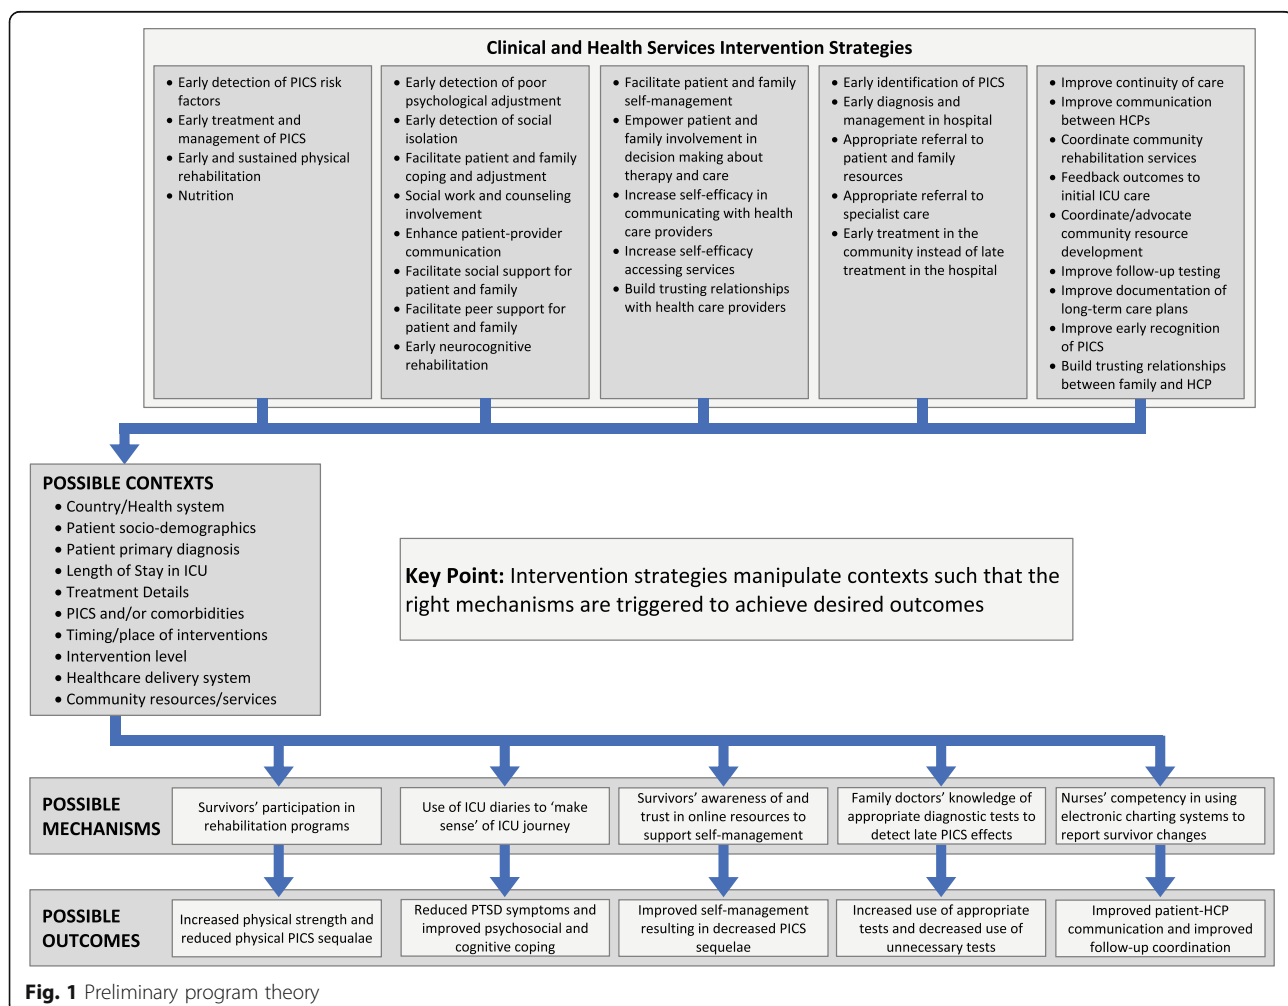 Clinical and Health Services Intervention Strategies
• Early detection of PICS risk
factors
• Early treatment and
management of PICS
• Early and sustained physical
rehabilitation
• Nutrition
• Early detection of poor
psychological adjustment
• Early detection of social
isolation
• Facilitate patient and family
coping and adjustment
• Social work and counseling
involvement
• Enhance patient-provider
communication
• Facilitate social support for
patient and family
• Facilitate peer support for
patient and family
• Early neurocognitive
rehabilitation
• Facilitate patient and family
self-management
• Empower patient and
family involvement in
decision making about
therapy and care
• Increase self-efficacy in
communicating with health
care providers
• Increase self-efficacy
accessing services
• Build trusting relationships
with health care providers
• Early identification of PICS
• Early diagnosis and
management in hospital
• Appropriate referral to
patient and family
resources
• Appropriate referral to
specialist care
• Early treatment in the
community instead of late
treatment in the hospital
• Improve continuity of care
• Improve communication
between HCPs
• Coordinate community
rehabilitation services
• Feedback outcomes to
initial ICU care
• Coordinate/advocate
community resource
development
• Improve follow-up testing
• Improve documentation of
long-term care plans
• Improve early recognition
of PICS
• Build trusting relationships
between family and HCP
POSSIBLE CONTEXTS
• Country/Health system
• Patient socio-demographics
• Patient primary diagnosis
• Length of Stay in ICU
• Treatment Details
• PICS and/or comorbidities
• Timing/place of interventions
• Intervention level
• Healthcare delivery system
• Community resources/services
Key Point: Intervention strategies manipulate contexts such that the
right mechanisms are triggered to achieve desired outcomes
POSSIBLE
MECHANISMS
Survivors' participation in
rehabilitation programs
Use of ICU diaries to 'make
sense' of ICU journey
Survivors' awareness of and
trust in online resources to
support self-management
Family doctors' knowledge of
appropriate diagnostic tests to
detect late PICS effects
Nurses' competency in using
electronic charting systems to
report survivor changes
POSSIBLE
OUTCOMES
Increased physical strength and
reduced physical PICS sequalae
Reduced PTSD symptoms and
improved psychosocial and
cognitive coping
Improved self-management
resulting in decreased PICS
sequelae
Increased use of appropriate
tests and decreased use of
unnecessary tests
Improved patient-HCP
communication and improved
follow-up coordination
Fig. 1 Preliminary program theory